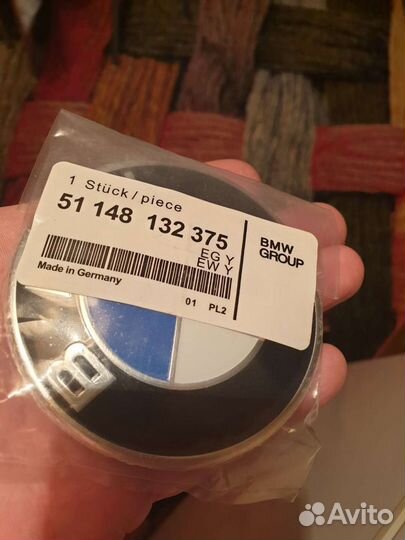 1 Stück / piece
51 148 132 375
EG Y
EW Y
Made in Germany
01 PL2
BMW
GROUP
B
Avito